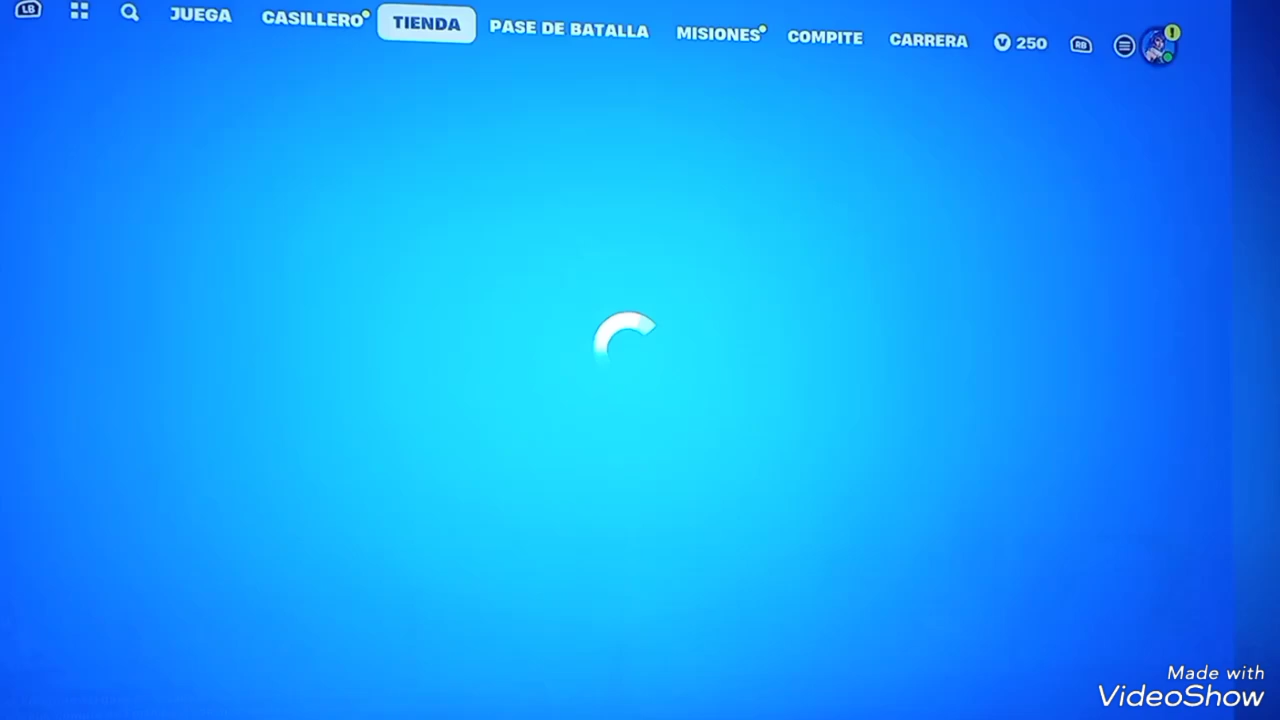 LB JUEGA CASILLERO TIENDA PASE DE BATALLA MISIONES COMPITE CARRERA V 250 RB !
Made with
VideoShow